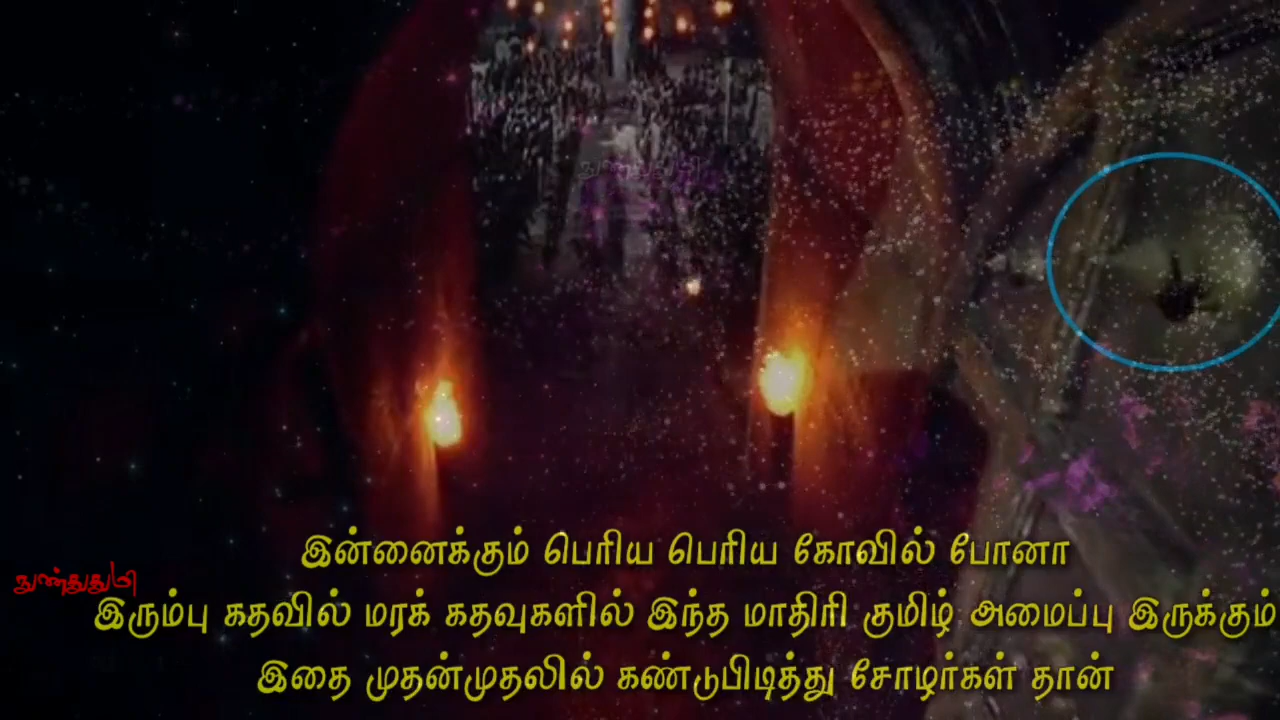 துண்துதுமி
இன்னைக்கும் பெரிய பெரிய கோவில் போனா
இரும்பு கதவில் மரக் கதவுகளில் இந்த மாதிரி குமிழ் அமைப்பு இருக்கும்
இதை முதன்முதலில் கண்டுபிடித்து சோழர்கள் தான்